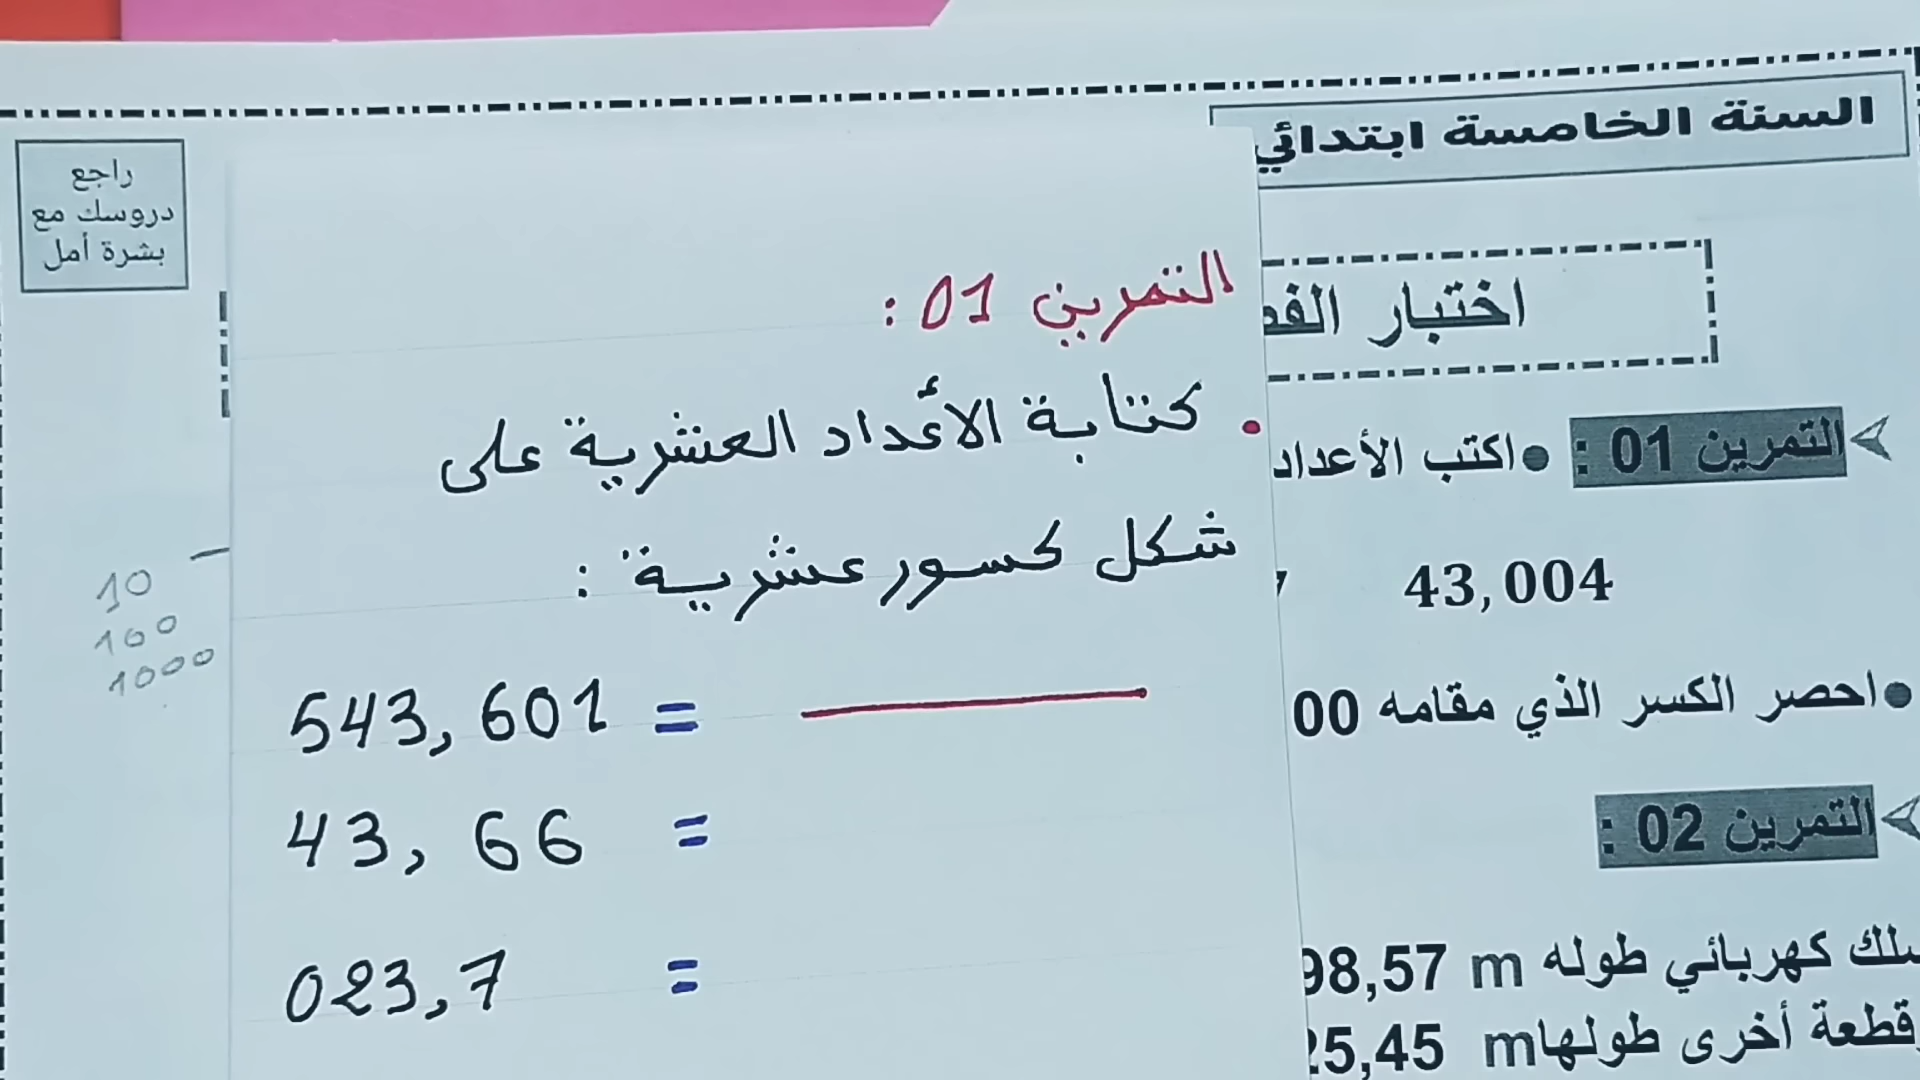 السنة الخامسة ابتدائي
راجع
دروسك مع
بشرة أمل
اختبار
التمرين 01 :
• كتابة الأعداد العشرية على
شكل كسور عشرية :
10
100
1000
543,601 =
43,66 =
023,7 =
التمرين 01 : • اكتب الأعداد
43,004
• احصر الكسر الذي مقامه 00
التمرين 02 :
كهربائي طوله 98,57 m
قطعة أخرى طولها 25,45 m